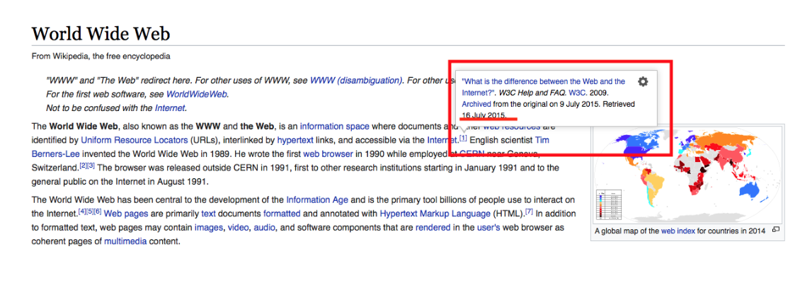 World Wide Web
From Wikipedia, the free encyclopedia
"WWW" and "The Web" redirect here. For other uses of WWW, see WWW (disambiguation). For other us
For the first web software, see WorldWideWeb.
Not to be confused with the Internet.
"What is the difference between the Web and the
Internet?". W3C Help and FAQ. W3C. 2009.
Archived from the original on 9 July 2015. Retrieved
16 July 2015.
The World Wide Web, also known as the WWW and the Web, is an information space where documents and other web resources are
identified by Uniform Resource Locators (URLs), interlinked by hypertext links, and accessible via the Internet.[1] English scientist Tim
Berners-Lee invented the World Wide Web in 1989. He wrote the first web browser in 1990 while employed at CERN near Geneva,
Switzerland.[2][3] The browser was released outside CERN in 1991, first to other research institutions starting in January 1991 and to the
general public on the Internet in August 1991.
The World Wide Web has been central to the development of the Information Age and is the primary tool billions of people use to interact on
the Internet.[4][5][6] Web pages are primarily text documents formatted and annotated with Hypertext Markup Language (HTML).[7] In addition
to formatted text, web pages may contain images, video, audio, and software components that are rendered in the user's web browser as
coherent pages of multimedia content.
A global map of the web index for countries in 2014